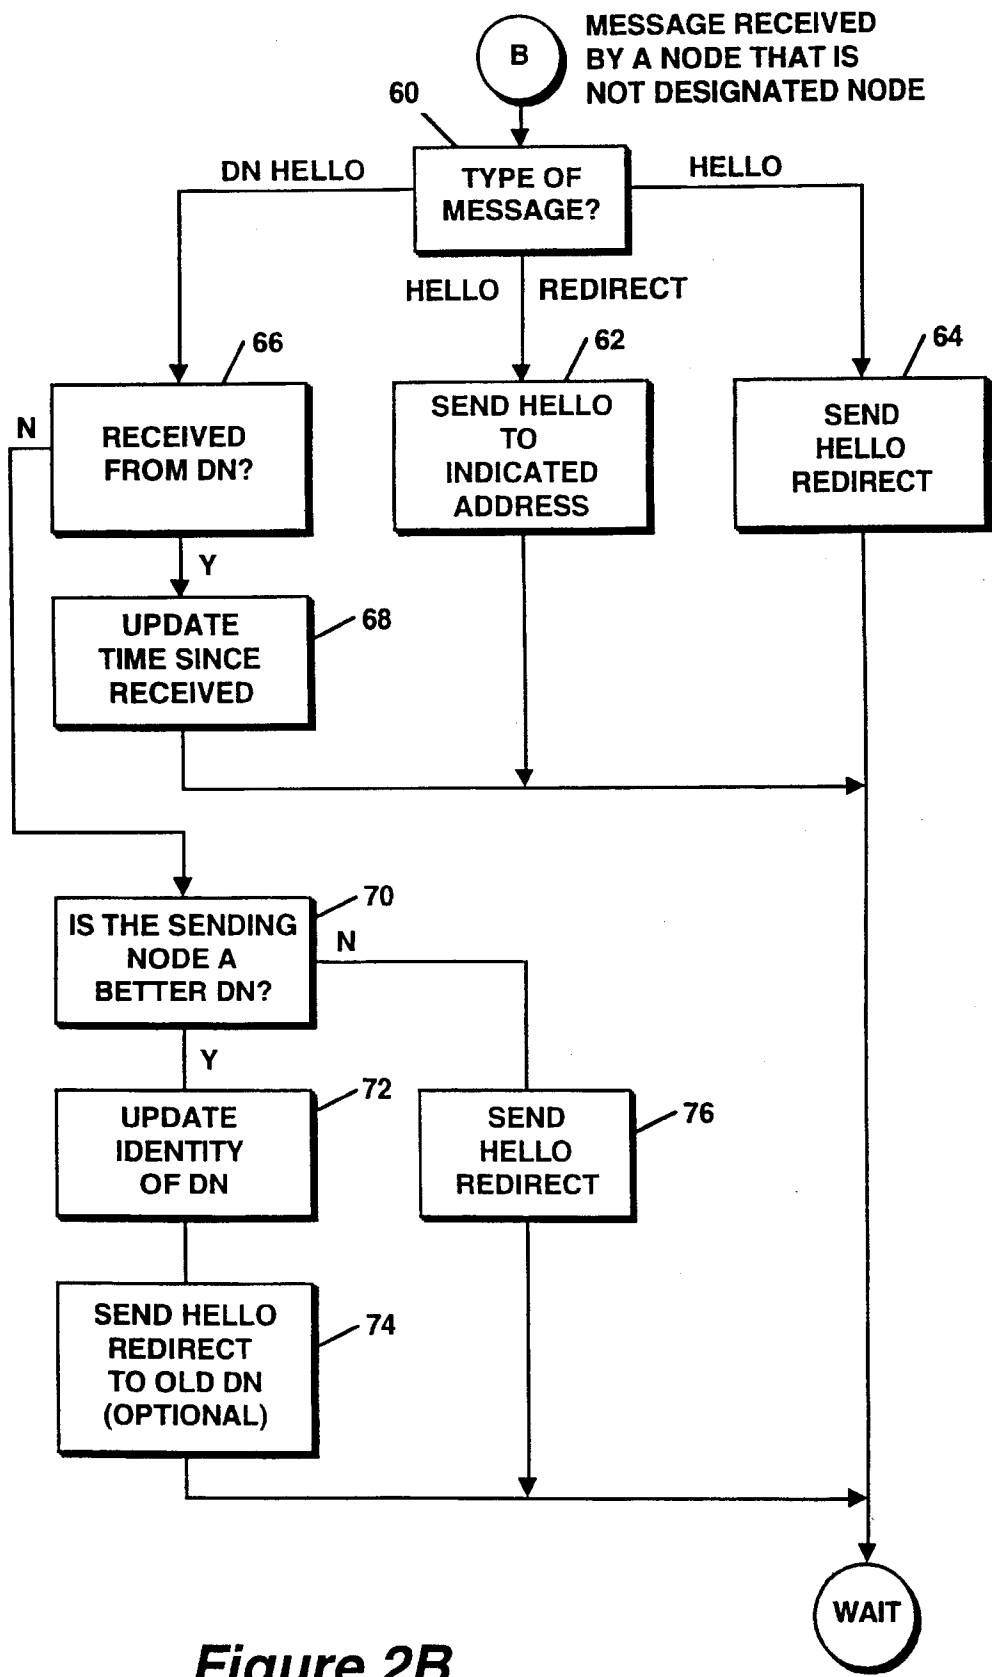 B
MESSAGE RECEIVED
BY A NODE THAT IS
NOT DESIGNATED NODE
60
TYPE OF
MESSAGE?
DN HELLO
HELLO
HELLO REDIRECT
66
RECEIVED
FROM DN?
N
62
SEND HELLO
TO
INDICATED
ADDRESS
64
SEND
HELLO
REDIRECT
Y
68
UPDATE
TIME SINCE
RECEIVED
70
IS THE SENDING
NODE A
BETTER DN?
N
Y
72
UPDATE
IDENTITY
OF DN
76
SEND
HELLO
REDIRECT
74
SEND HELLO
REDIRECT
TO OLD DN
(OPTIONAL)
WAIT
Figure 2B